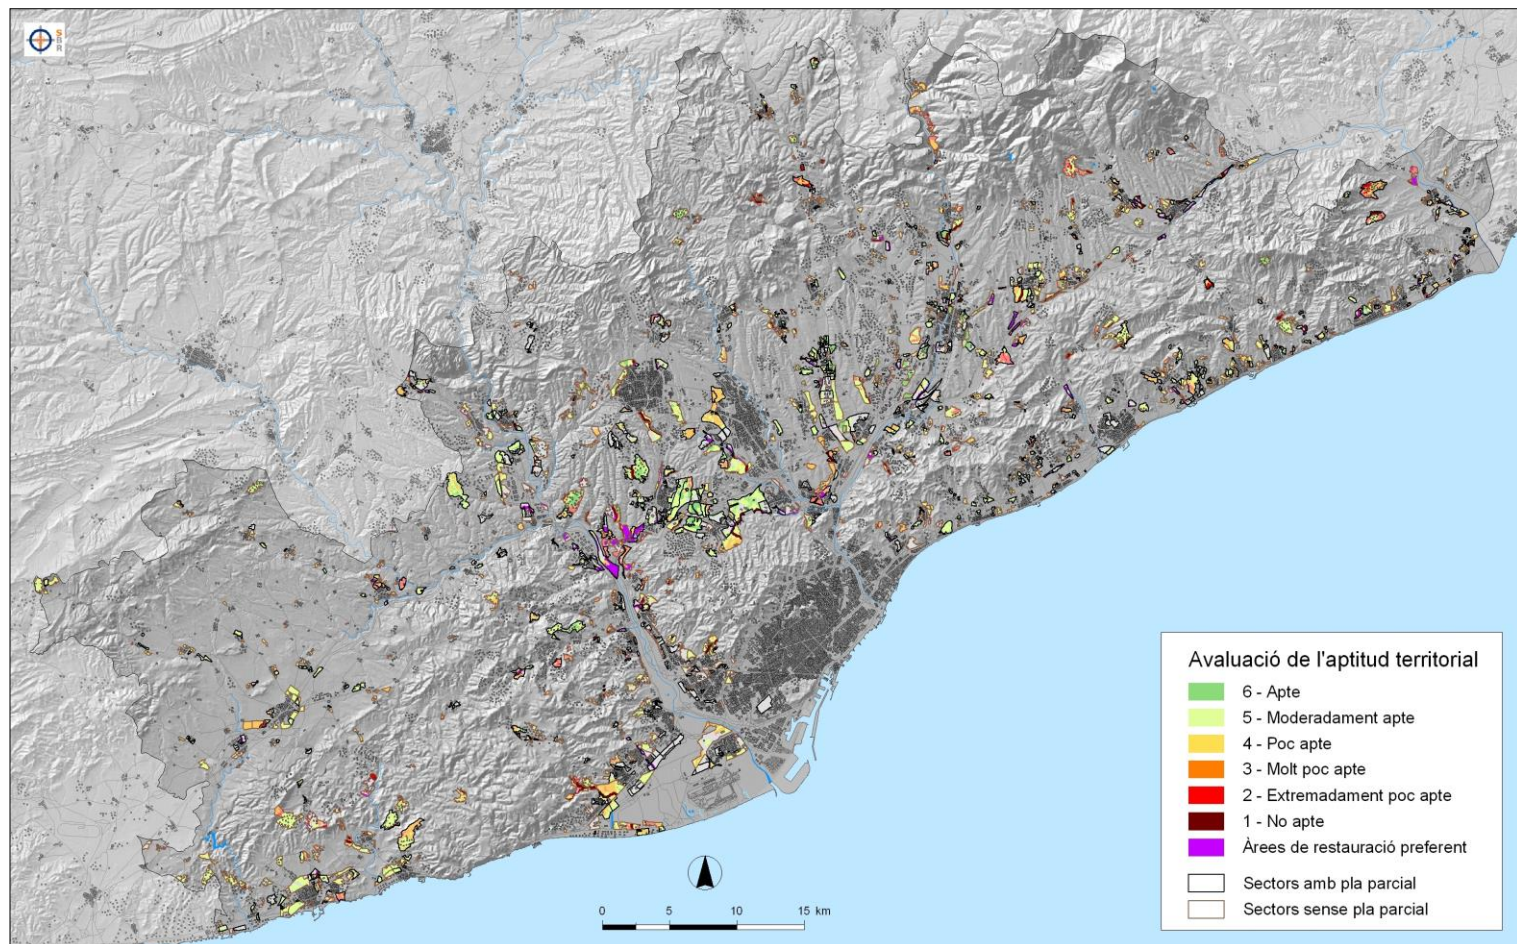 S
B
R
Avaluació de l'aptitud territorial
6 - Apte
5 - Moderadament apte
4 - Poc apte
3 - Molt poc apte
2 - Extremadament poc apte
1 - No apte
Àrees de restauració preferent
Sectors amb pla parcial
Sectors sense pla parcial
0 5 10 15 km